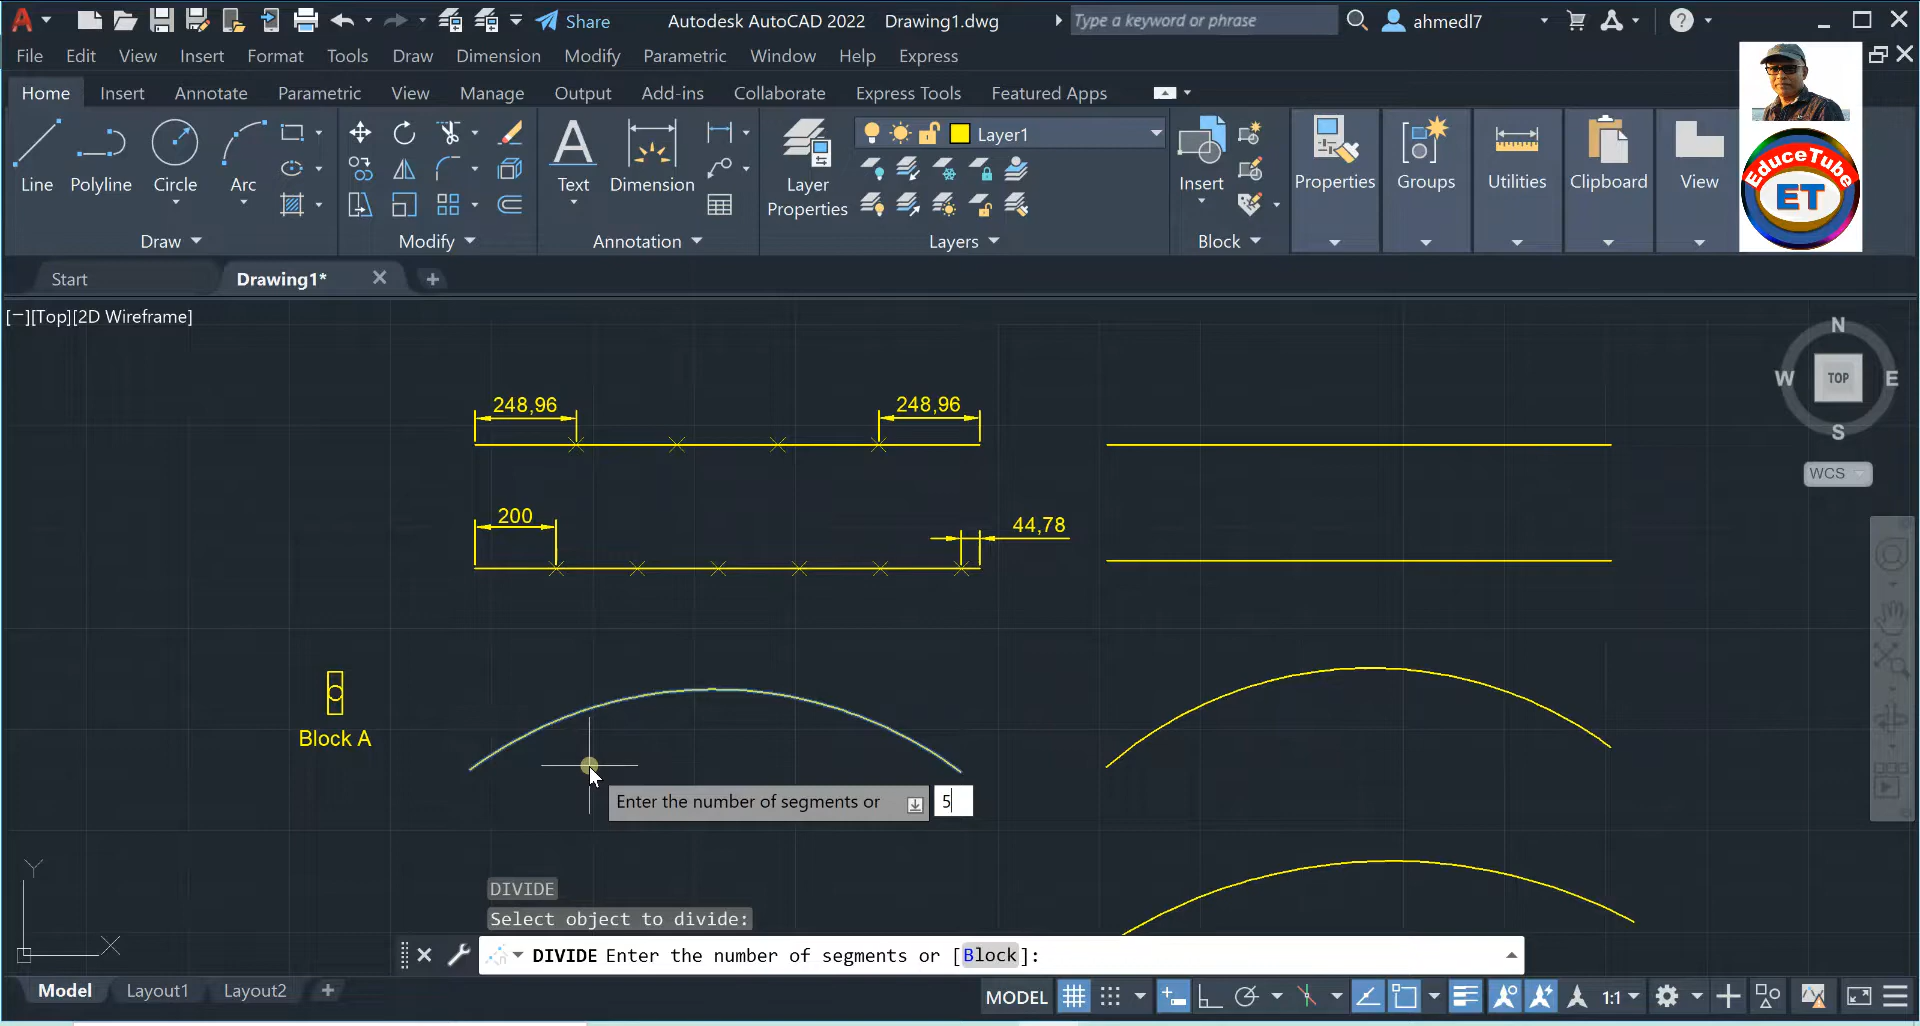 Share
Autodesk AutoCAD 2022 Drawing1.dwg
Type a keyword or phrase
ahmedl7
File Edit View Insert Format Tools Draw Dimension Modify Parametric Window Help Express
Home Insert Annotate Parametric View Manage Output Add-ins Collaborate Express Tools Featured Apps
Line Polyline Circle Arc
Text Dimension
Layer
Properties
Layer1
Insert
Properties Groups Utilities Clipboard View
Draw Modify Annotation Layers Block
EduceTube
ET
Start Drawing1*
[−][Top][2D Wireframe]
N
W TOP E
S
WCS
248,96 248,96
200 44,78
Block A
Enter the number of segments or 5
DIVIDE
Select object to divide:
DIVIDE Enter the number of segments or [Block]:
Y
X
Model Layout1 Layout2
MODEL 1:1